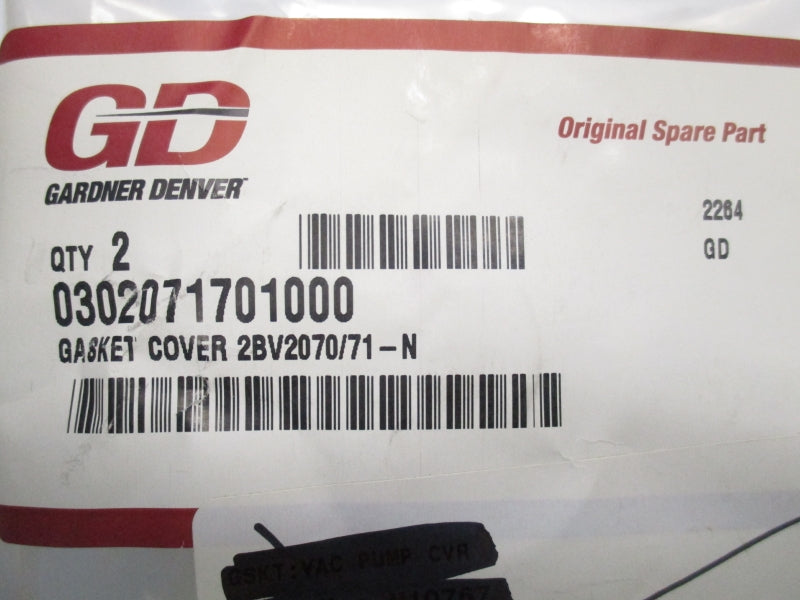 GD
GARDNER DENVER
Original Spare Part
2264
GD
QTY 2
0302071701000
GASKET COVER 2BV2070/71-N
GSKT:VAC PUMP CVR